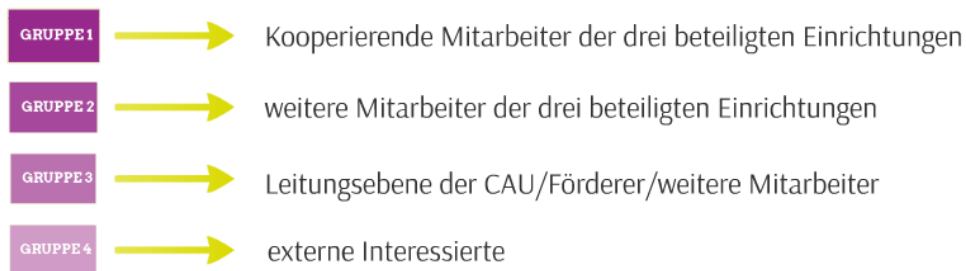 GRUPPE 1 Kooperierende Mitarbeiter der drei beteiligten Einrichtungen
GRUPPE 2 weitere Mitarbeiter der drei beteiligten Einrichtungen
GRUPPE 3 Leitungsebene der CAU/Förderer/weitere Mitarbeiter
GRUPPE 4 externe Interessierte